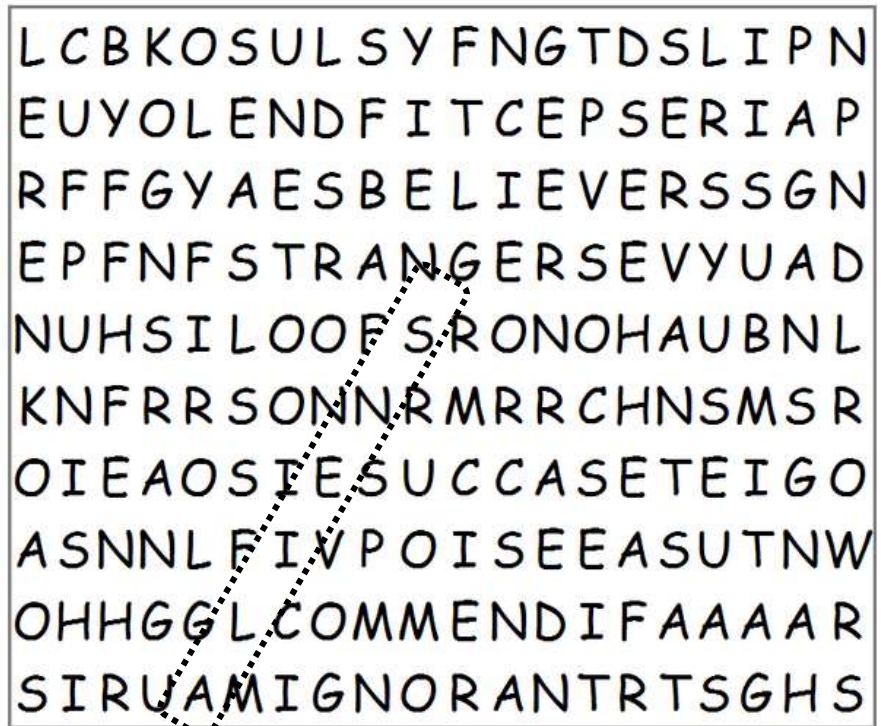 LCBKOSULSYFNGTDSLIPN
EUYOLENDFITCEPSERIAP
RFFGYAESBELIEVERSSGN
EPFNFSTRANGERSEVYUAD
NUHSILOOFSRONOHAUBNL
KNFRRSONNRMRRCHNSMSR
OIEAOSIESUCCASETEIGO
ASNNLFIVPOISEEASUTNW
OHHGGLCOMMENDIFAAAAR
SIRUAMIGNORANTRTSGHS